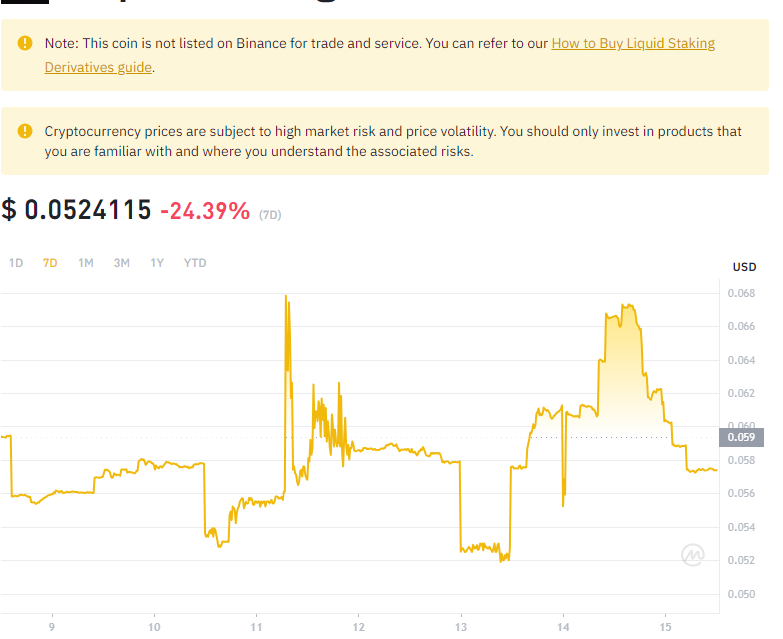 Note: This coin is not listed on Binance for trade and service. You can refer to our How to Buy Liquid Staking
Derivatives guide.
Cryptocurrency prices are subject to high market risk and price volatility. You should only invest in products that
you are familiar with and where you understand the associated risks.
$ 0.0524115 -24.39% (7D)
1D 7D 1M 3M 1Y YTD
USD
0.068
0.066
0.064
0.062
0.060
0.059
0.058
0.056
0.054
0.052
0.050
9 10 11 12 13 14 15